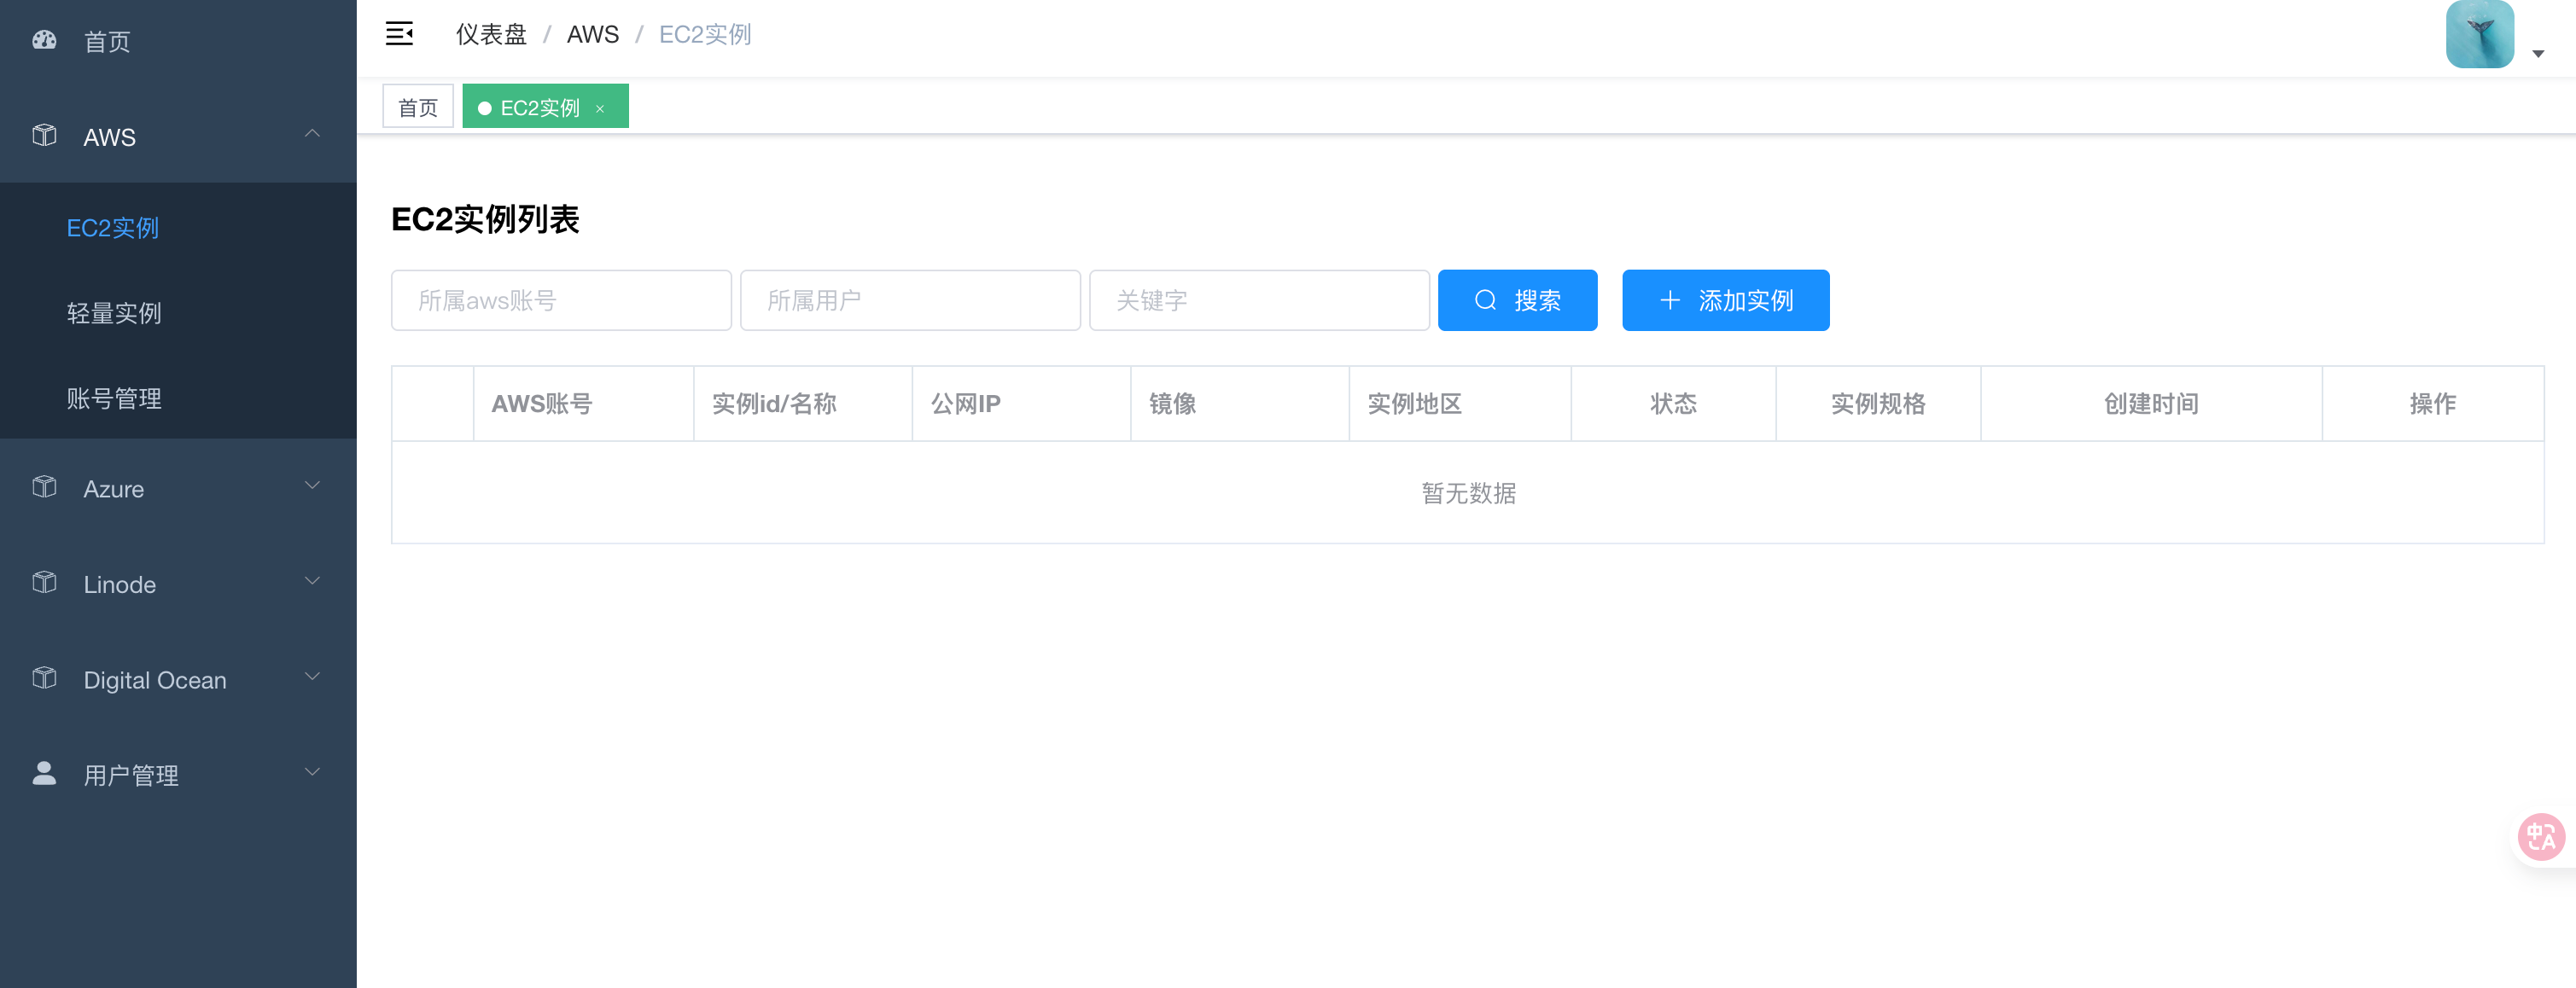 首页
AWS
EC2实例
轻量实例
账号管理
Azure
Linode
Digital Ocean
用户管理
仪表盘 / AWS / EC2实例
首页 EC2实例 ×
EC2实例列表
所属aws账号 所属用户 关键字 搜索 添加实例
AWS账号 实例id/名称 公网IP 镜像 实例地区 状态 实例规格 创建时间 操作
暂无数据
中A